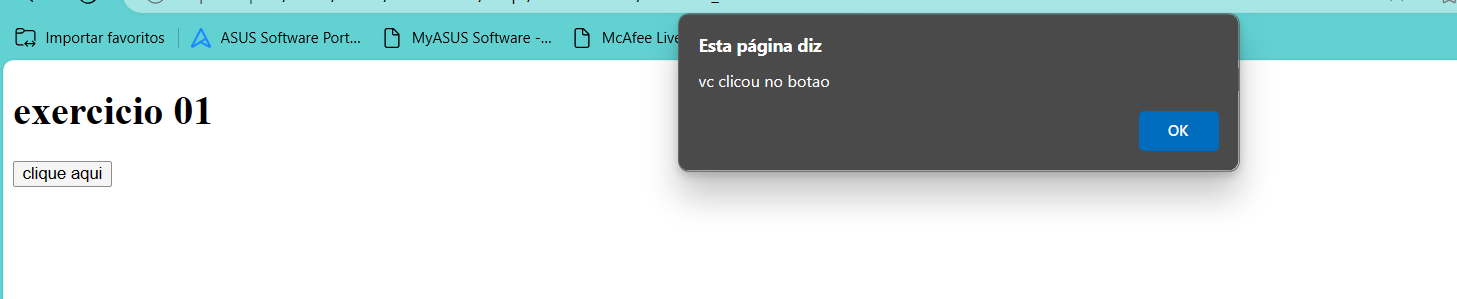 Importar favoritos
ASUS Software Port...
MyASUS Software -...
McAfee Live
Esta página diz
vc clicou no botao
OK
exercicio 01
clique aqui